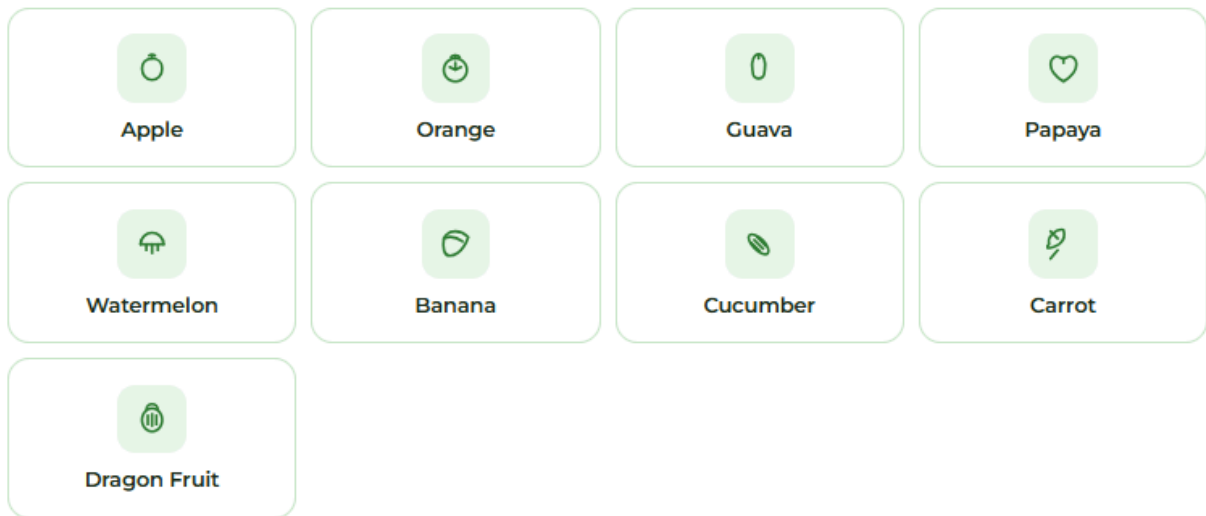 Apple
Orange
Guava
Papaya
Watermelon
Banana
Cucumber
Carrot
Dragon Fruit